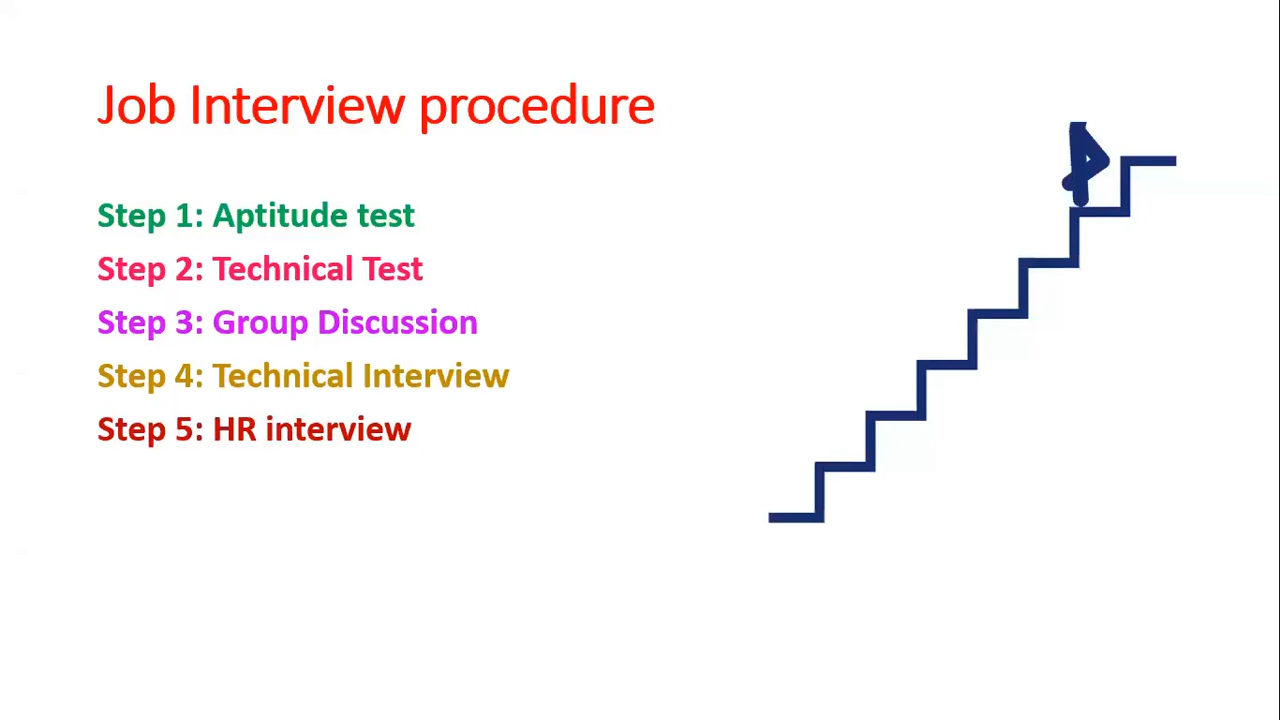 Job Interview procedure
Step 1: Aptitude test
Step 2: Technical Test
Step 3: Group Discussion
Step 4: Technical Interview
Step 5: HR interview